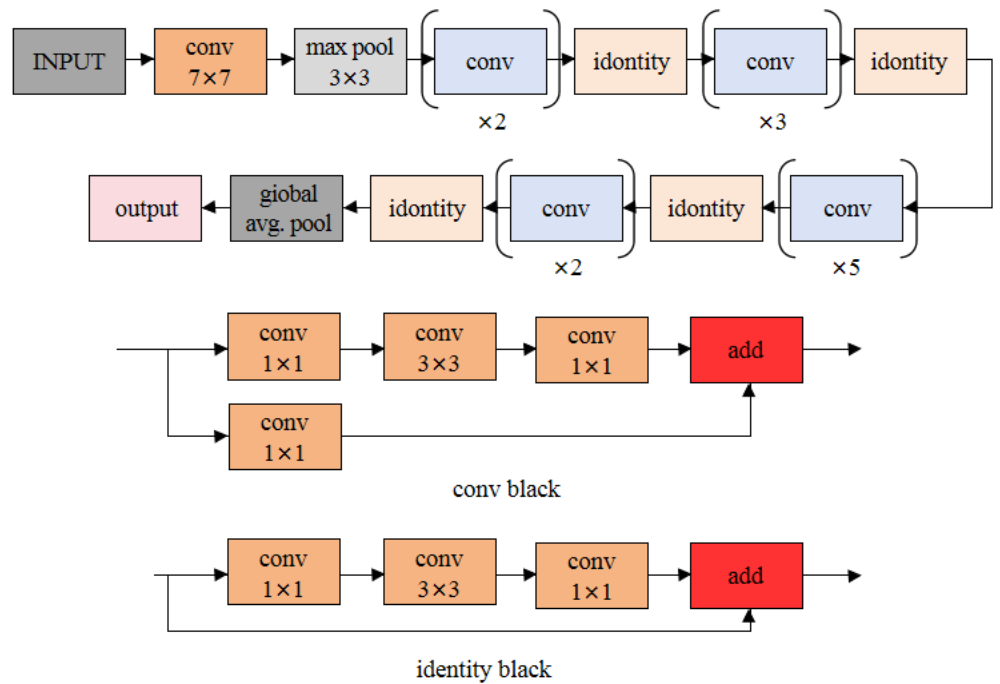 INPUT
conv
7×7
max pool
3×3
conv
×2
idontity
conv
×3
idontity
output
giobal
avg. pool
idontity
conv
×2
idontity
conv
×5
conv
1×1
conv
3×3
conv
1×1
add
conv
1×1
conv black
conv
1×1
conv
3×3
conv
1×1
add
identity black